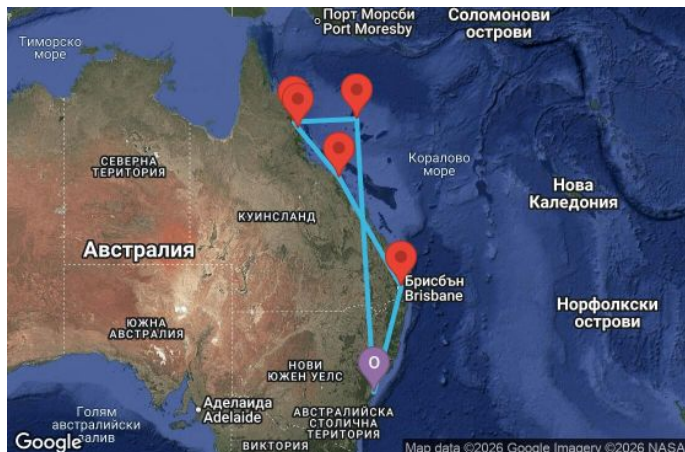 Порт Морсби
Port Moresby
Соломонови
острови
Тиморско
море
СЕВЕРНА
ТЕРИТОРИЯ
Коралово
море
Нова
Каледония
КУИНСЛАНД
Австралия
Брисбън
Brisbane
Норфолкски
острови
ЮЖНА
АВСТРАЛИЯ
O
НОВИ
ЮЖЕН УЕЛС
Аделаида
Adelaide
АВСТРАЛИЙСКА
СТОЛИЧНА
ТЕРИТОРИЯ
Голям
австралийски
залив
ВИКТОРИЯ
Google
Map data ©2026 Google Imagery ©2026 NASA